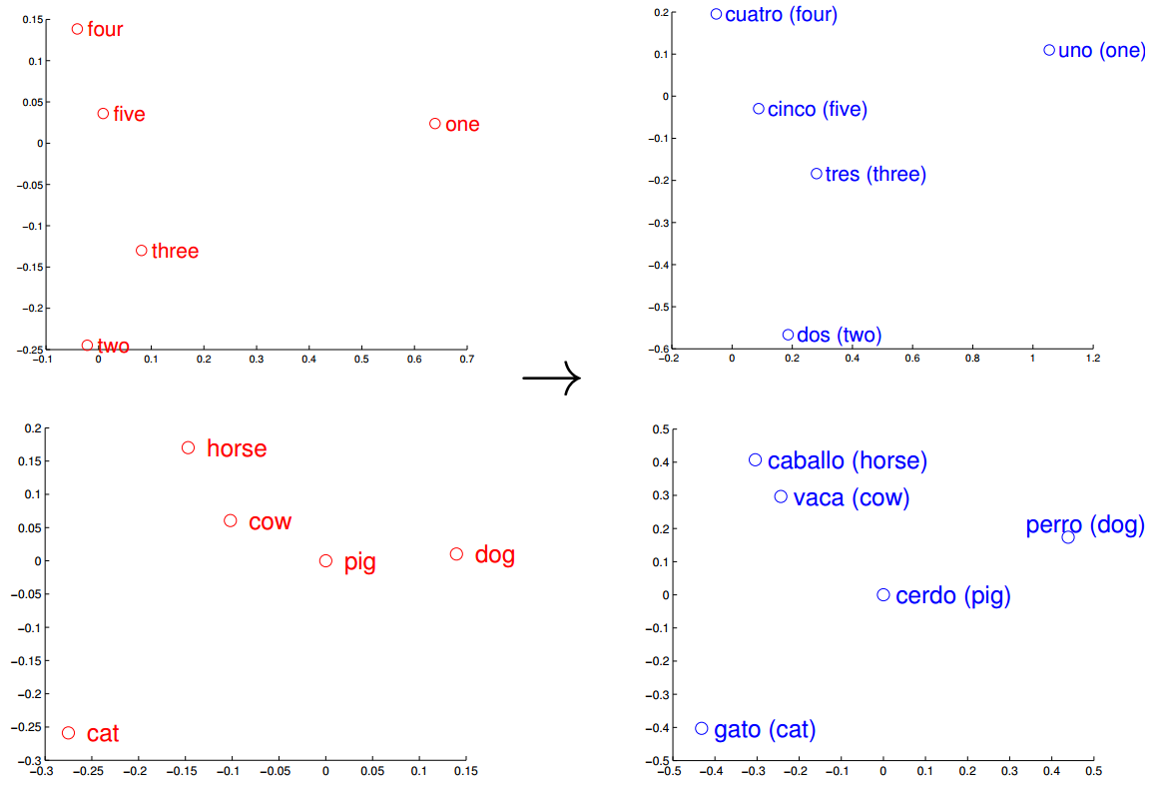 0.15
0.1
0.05
0
−0.05
−0.1
−0.15
−0.2
−0.25
−0.1 0 0.1 0.2 0.3 0.4 0.5 0.6 0.7
four
five
one
three
two
0.2
0.1
0
−0.1
−0.2
−0.3
−0.4
−0.5
−0.6
−0.2 0 0.2 0.4 0.6 0.8 1 1.2
cuatro (four)
uno (one)
cinco (five)
tres (three)
dos (two)
→
0.2
0.15
0.1
0.05
0
−0.05
−0.1
−0.15
−0.2
−0.25
−0.3
−0.3 −0.25 −0.2 −0.15 −0.1 −0.05 0 0.05 0.1 0.15
horse
cow
pig
dog
cat
0.5
0.4
0.3
0.2
0.1
0
−0.1
−0.2
−0.3
−0.4
−0.5
−0.5 −0.4 −0.3 −0.2 −0.1 0 0.1 0.2 0.3 0.4 0.5
caballo (horse)
vaca (cow)
perro (dog)
cerdo (pig)
gato (cat)